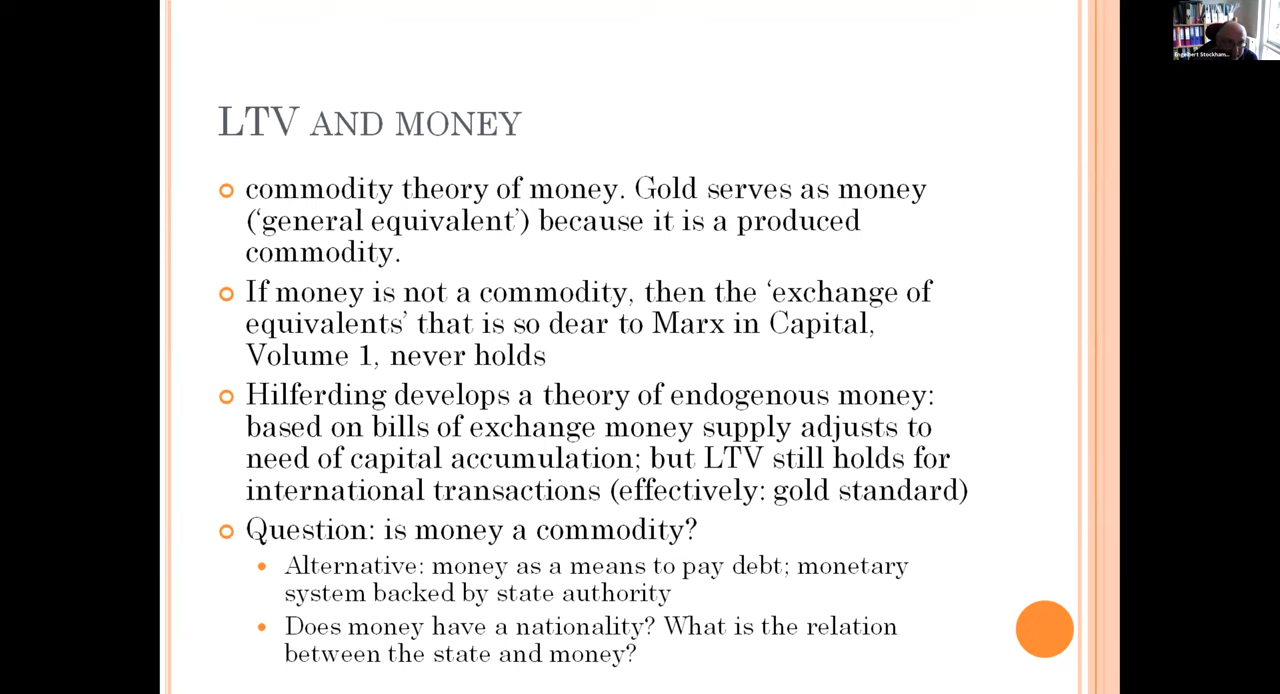 LTV AND MONEY
commodity theory of money. Gold serves as money
(‘general equivalent’) because it is a produced
commodity.
If money is not a commodity, then the ‘exchange of
equivalents’ that is so dear to Marx in Capital,
Volume 1, never holds
Hilferding develops a theory of endogenous money:
based on bills of exchange money supply adjusts to
need of capital accumulation; but LTV still holds for
international transactions (effectively: gold standard)
Question: is money a commodity?
Alternative: money as a means to pay debt; monetary
system backed by state authority
Does money have a nationality? What is the relation
between the state and money?
Engelbert Stockham...